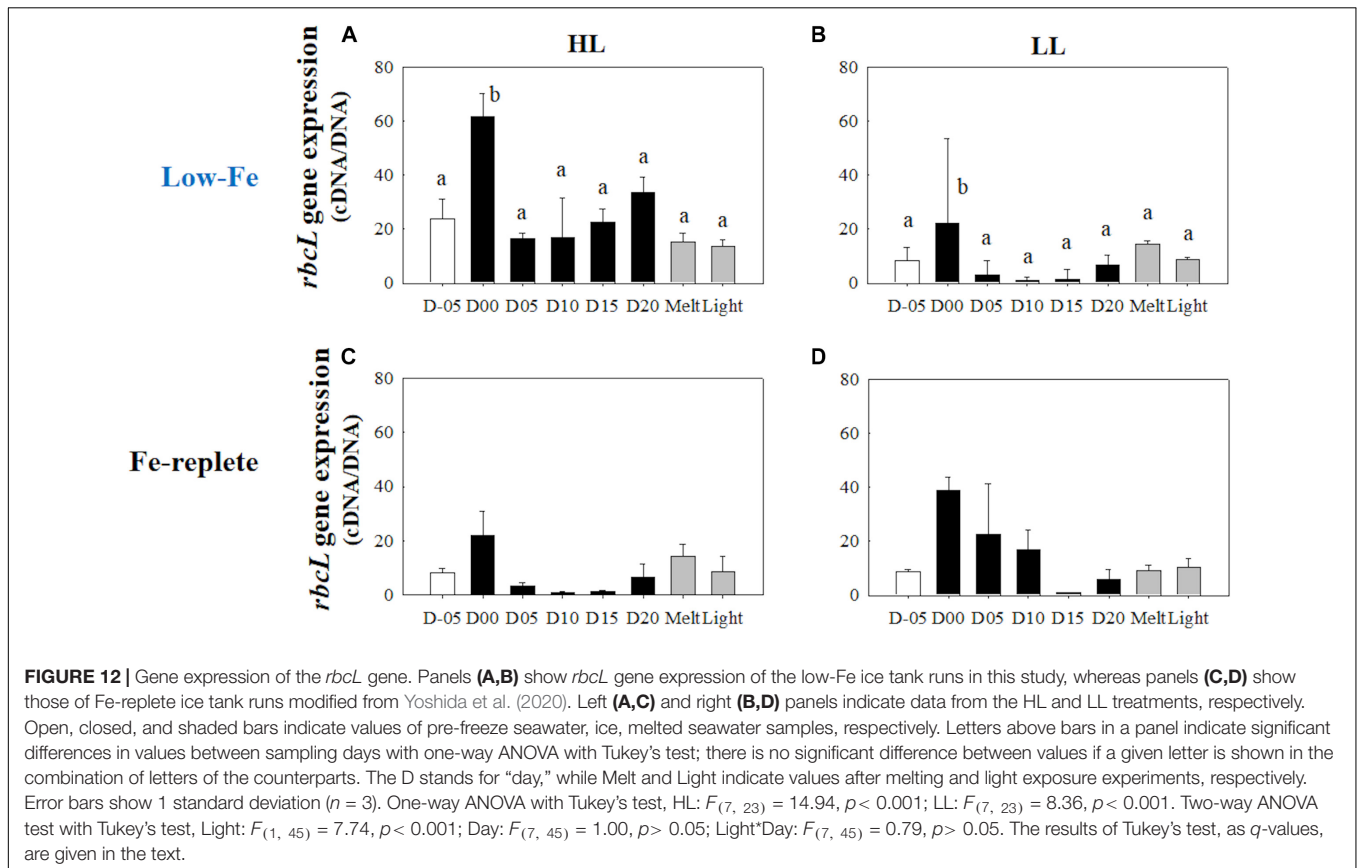 A
HL
B
LL
Low-Fe
rbcL gene expression
(cDNA/DNA)
80
60
40
20
0
a
b
a
a
a
a
a
a
D-05 D00 D05 D10 D15 D20 Melt Light
80
60
40
20
0
a
b
a
a
a
a
a
a
D-05 D00 D05 D10 D15 D20 Melt Light
C
D
Fe-replete
rbcL gene expression
(cDNA/DNA)
80
60
40
20
0
D-05 D00 D05 D10 D15 D20 Melt Light
80
60
40
20
0
D-05 D00 D05 D10 D15 D20 Melt Light
FIGURE 12 | Gene expression of the rbcL gene. Panels (A,B) show rbcL gene expression of the low-Fe ice tank runs in this study, whereas panels (C,D) show
those of Fe-replete ice tank runs modified from Yoshida et al. (2020). Left (A,C) and right (B,D) panels indicate data from the HL and LL treatments, respectively.
Open, closed, and shaded bars indicate values of pre-freeze seawater, ice, melted seawater samples, respectively. Letters above bars in a panel indicate significant
differences in values between sampling days with one-way ANOVA with Tukey's test; there is no significant difference between values if a given letter is shown in the
combination of letters of the counterparts. The D stands for "day," while Melt and Light indicate values after melting and light exposure experiments, respectively.
Error bars show 1 standard deviation (n = 3). One-way ANOVA with Tukey's test, HL: F(7, 23) = 14.94, p< 0.001; LL: F(7, 23) = 8.36, p< 0.001. Two-way ANOVA
test with Tukey's test, Light: F(1, 45) = 7.74, p< 0.001; Day: F(7, 45) = 1.00, p> 0.05; Light*Day: F(7, 45) = 0.79, p> 0.05. The results of Tukey's test, as q-values,
are given in the text.